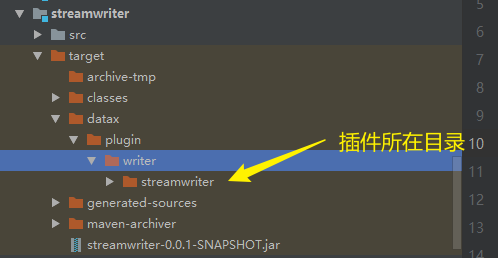 streamwriter
src
target
archive-tmp
classes
datax
plugin
writer
streamwriter
generated-sources
maven-archiver
streamwriter-0.0.1-SNAPSHOT.jar
插件所在目录
5
6
7
8
9
10
11
12
13
14